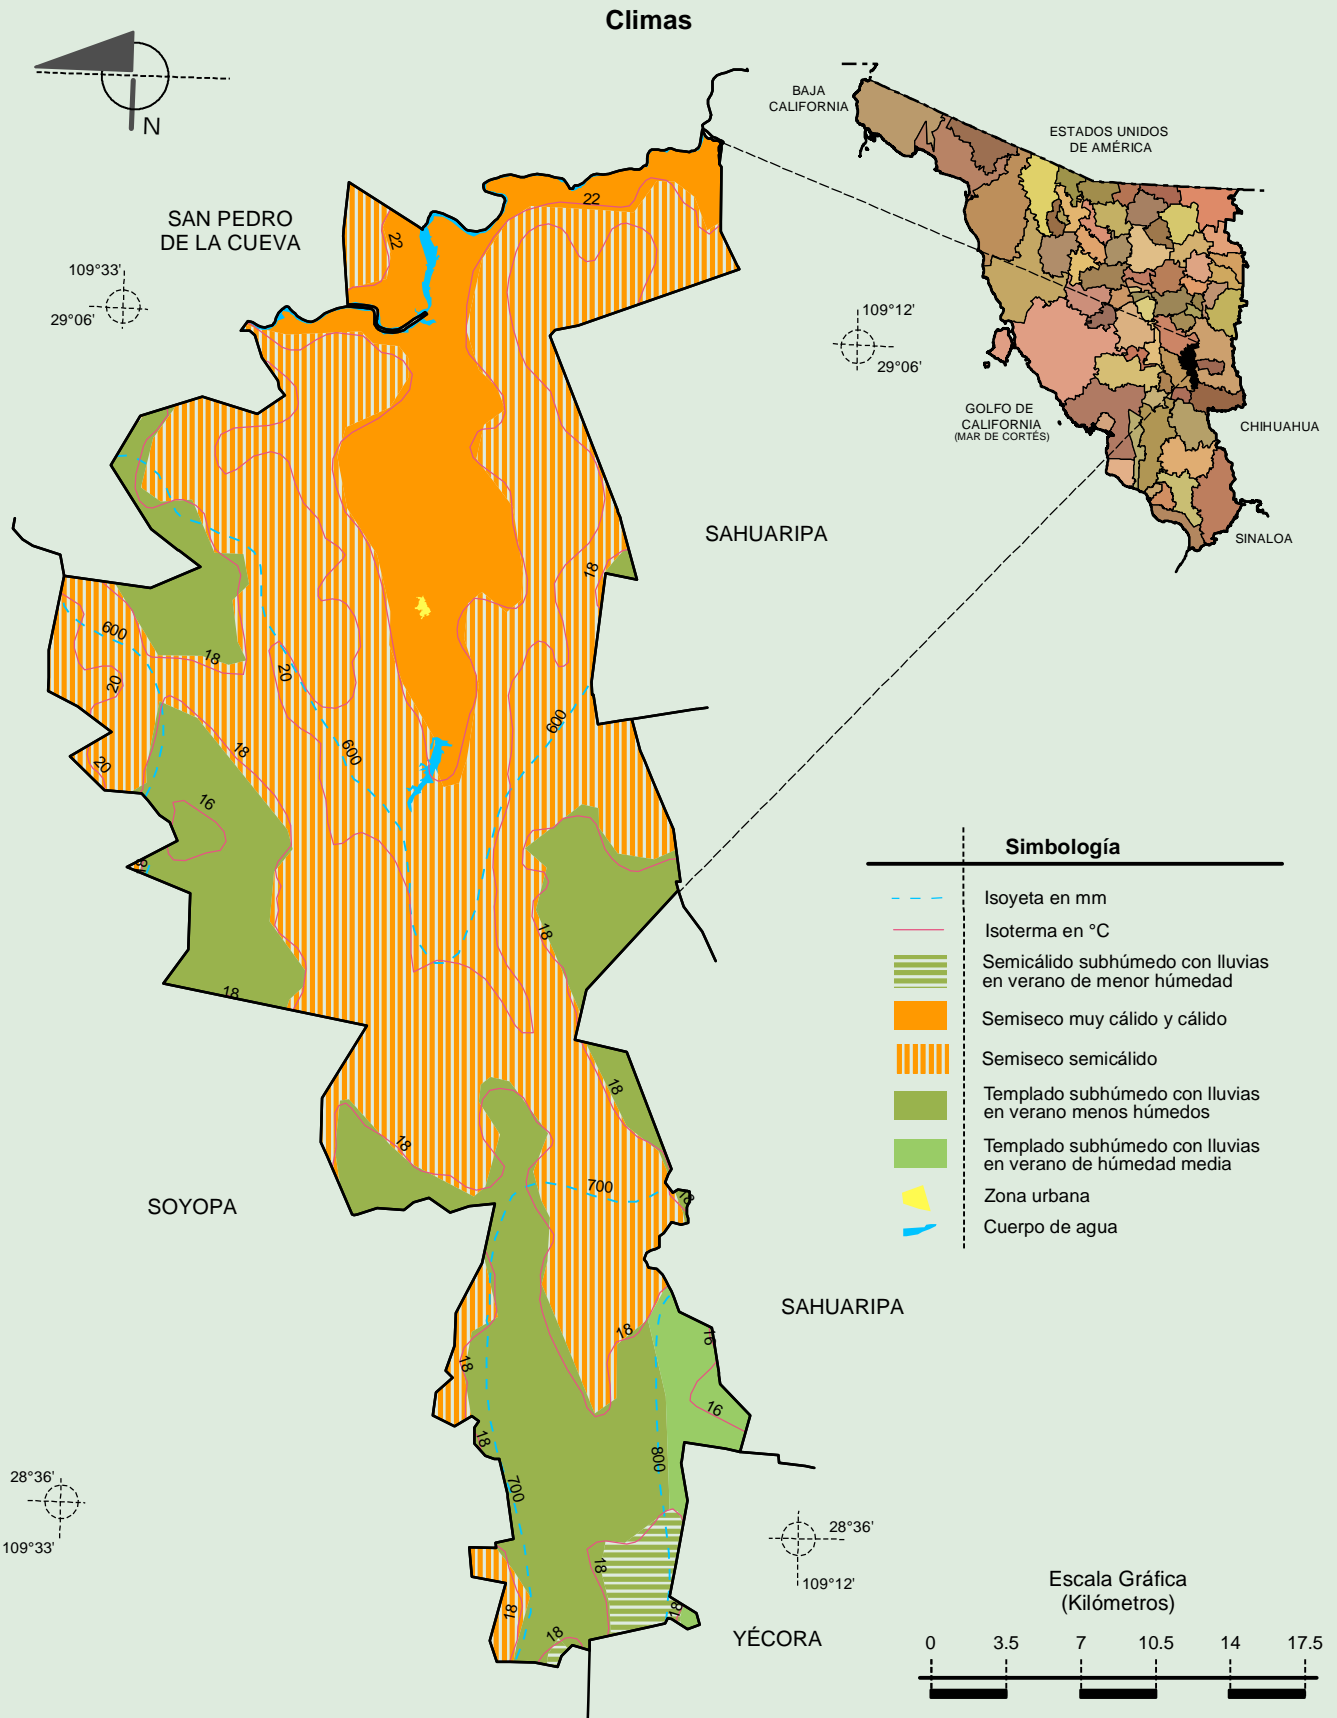 Climas
N
BAJA
CALIFORNIA
ESTADOS UNIDOS
DE AMÉRICA
GOLFO DE
CALIFORNIA
(MAR DE CORTÉS)
CHIHUAHUA
SINALOA
SAN PEDRO
DE LA CUEVA
109°33'
29°06'
109°12'
29°06'
22
22
SAHUARIPA
18
600
18
20
20
600
600
18
20
16
18
18
18
18
18
700
18
SOYOPA
SAHUARIPA
18
16
18
16
18
800
700
28°36'
109°33'
28°36'
109°12'
18
18
18
18
YÉCORA
Simbología
Isoyeta en mm
Isoterma en °C
Semicálido subhúmedo con lluvias
en verano de menor húmedad
Semiseco muy cálido y cálido
Semiseco semicálido
Templado subhúmedo con lluvias
en verano menos húmedos
Templado subhúmedo con lluvias
en verano de húmedad media
Zona urbana
Cuerpo de agua
Escala Gráfica
(Kilómetros)
0 3.5 7 10.5 14 17.5